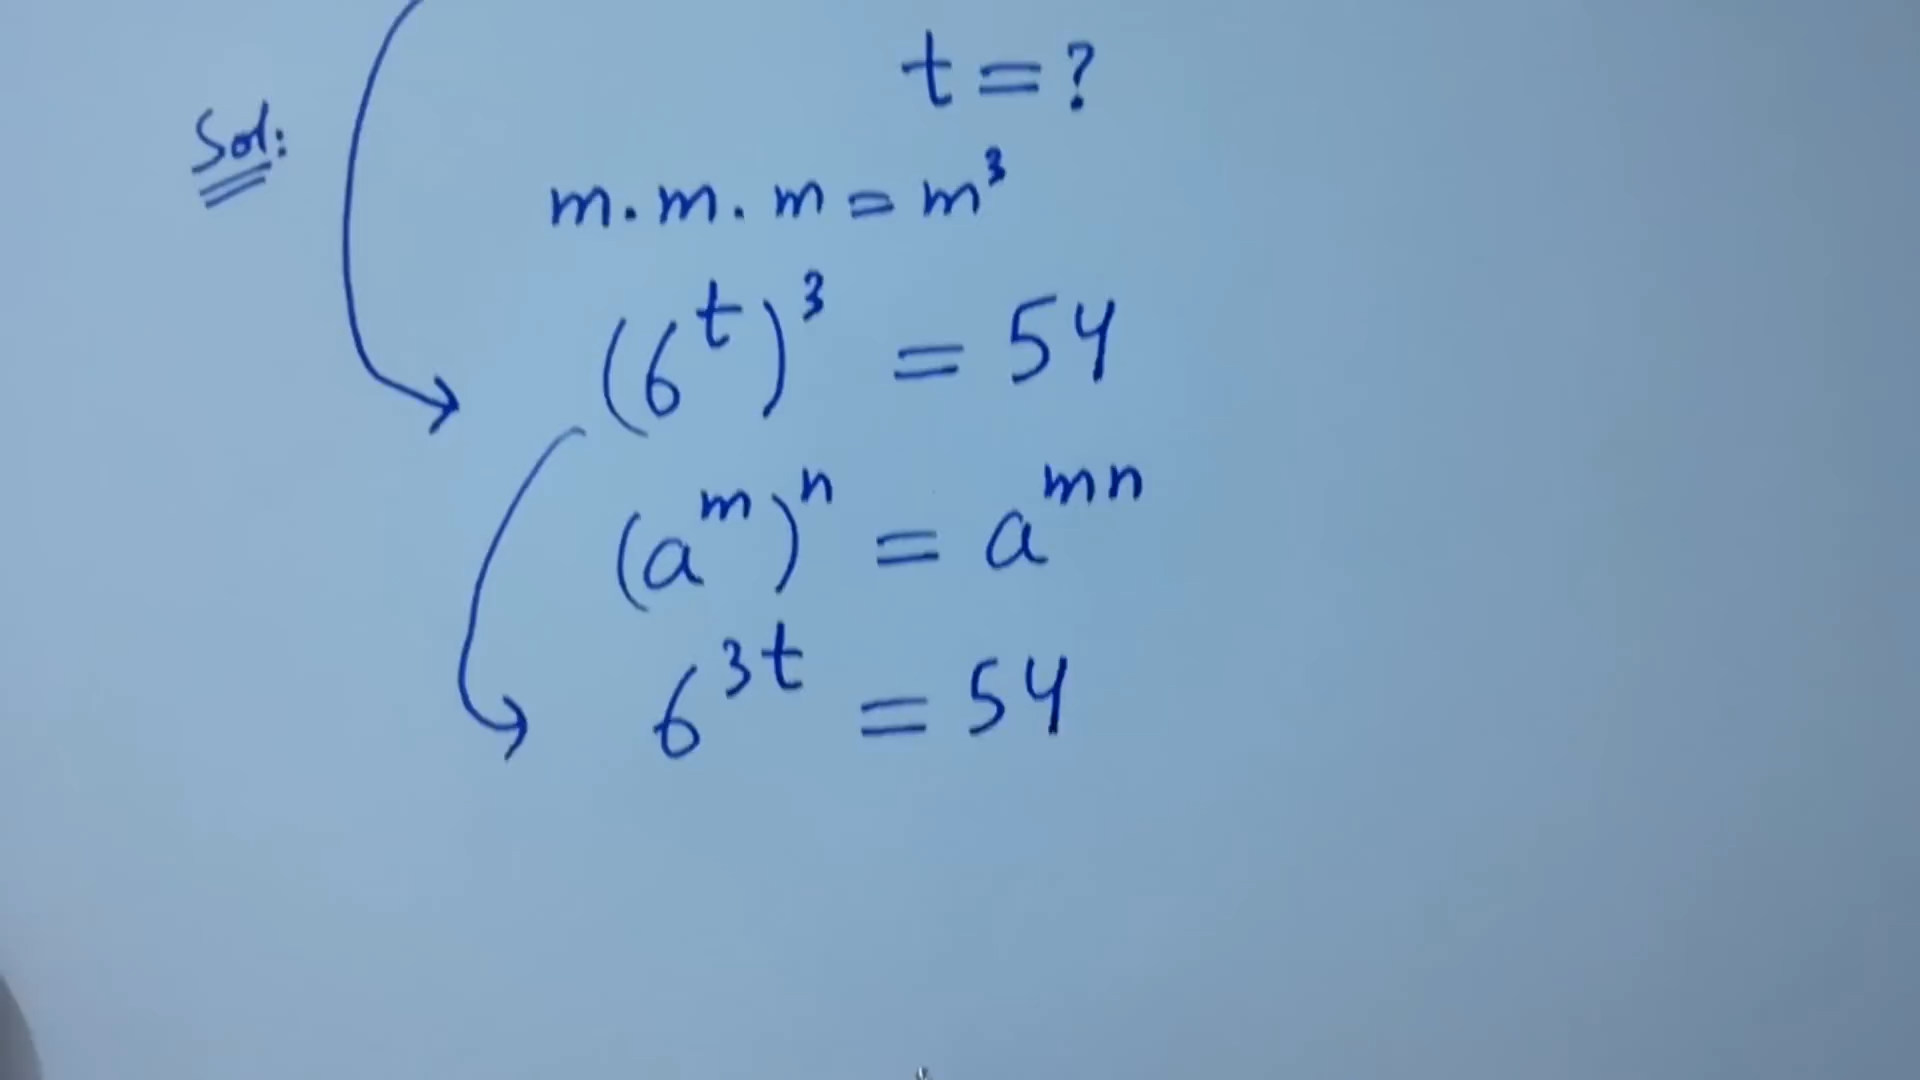 t = ?
Sol:
m . m . m = m³
(6ᵗ)³ = 54
(aᵐ)ⁿ = aᵐⁿ
6³ᵗ = 54